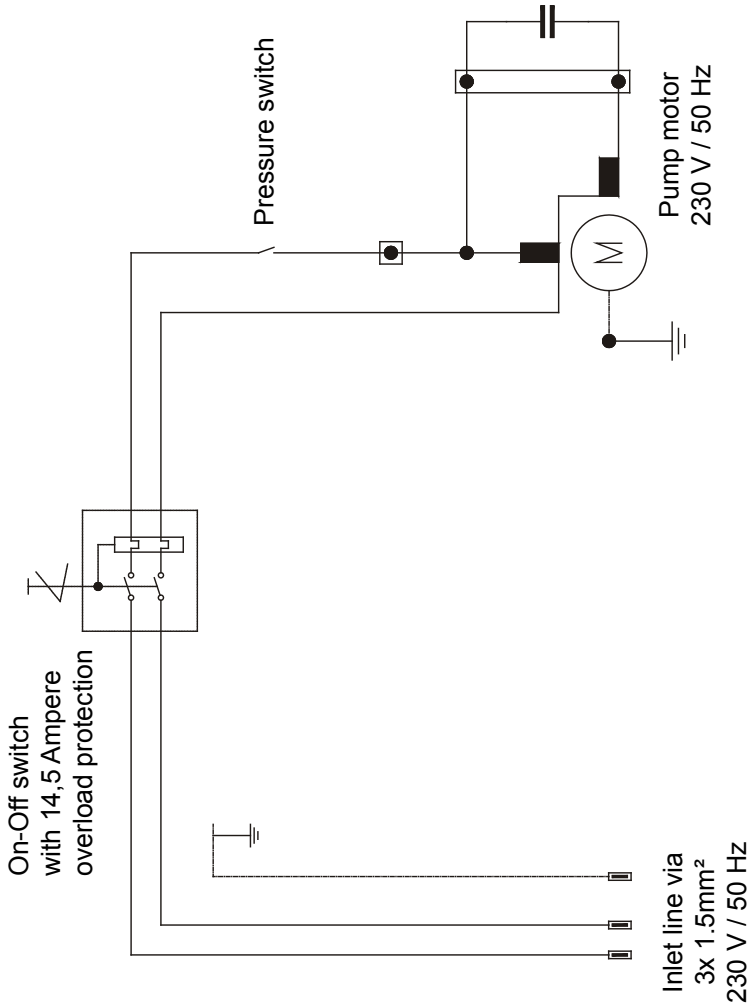 On-Off switch
with 14,5 Ampere
overload protection
Pressure switch
M
Pump motor
230 V / 50 Hz
Inlet line via
3x 1.5mm²
230 V / 50 Hz